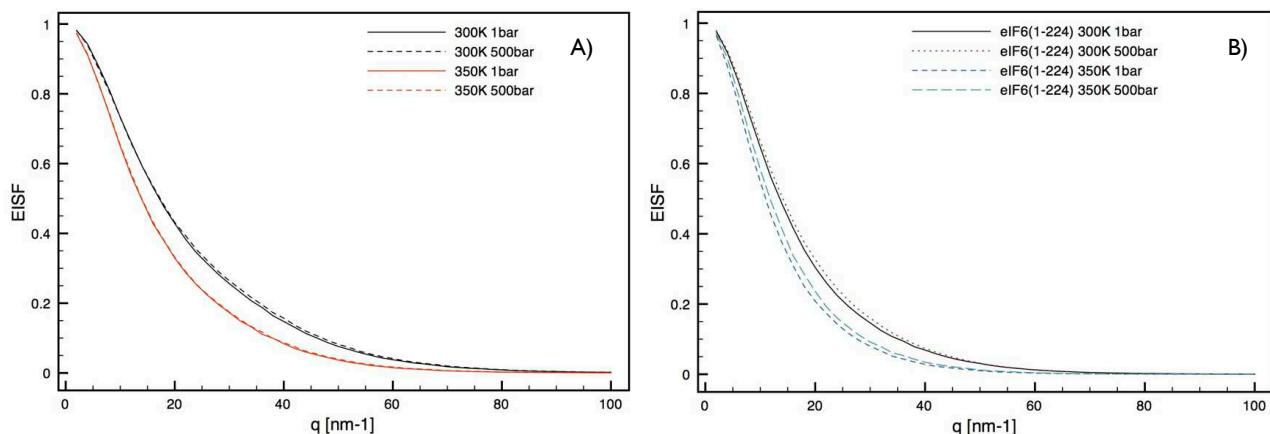 A)
300K 1bar
300K 500bar
350K 1bar
350K 500bar
EISF
1
0.8
0.6
0.4
0.2
0
0 20 40 60 80 100
q [nm-1]
B)
eIF6(1-224) 300K 1bar
eIF6(1-224) 300K 500bar
eIF6(1-224) 350K 1bar
eIF6(1-224) 350K 500bar
EISF
1
0.8
0.6
0.4
0.2
0
0 20 40 60 80 100
q [nm-1]